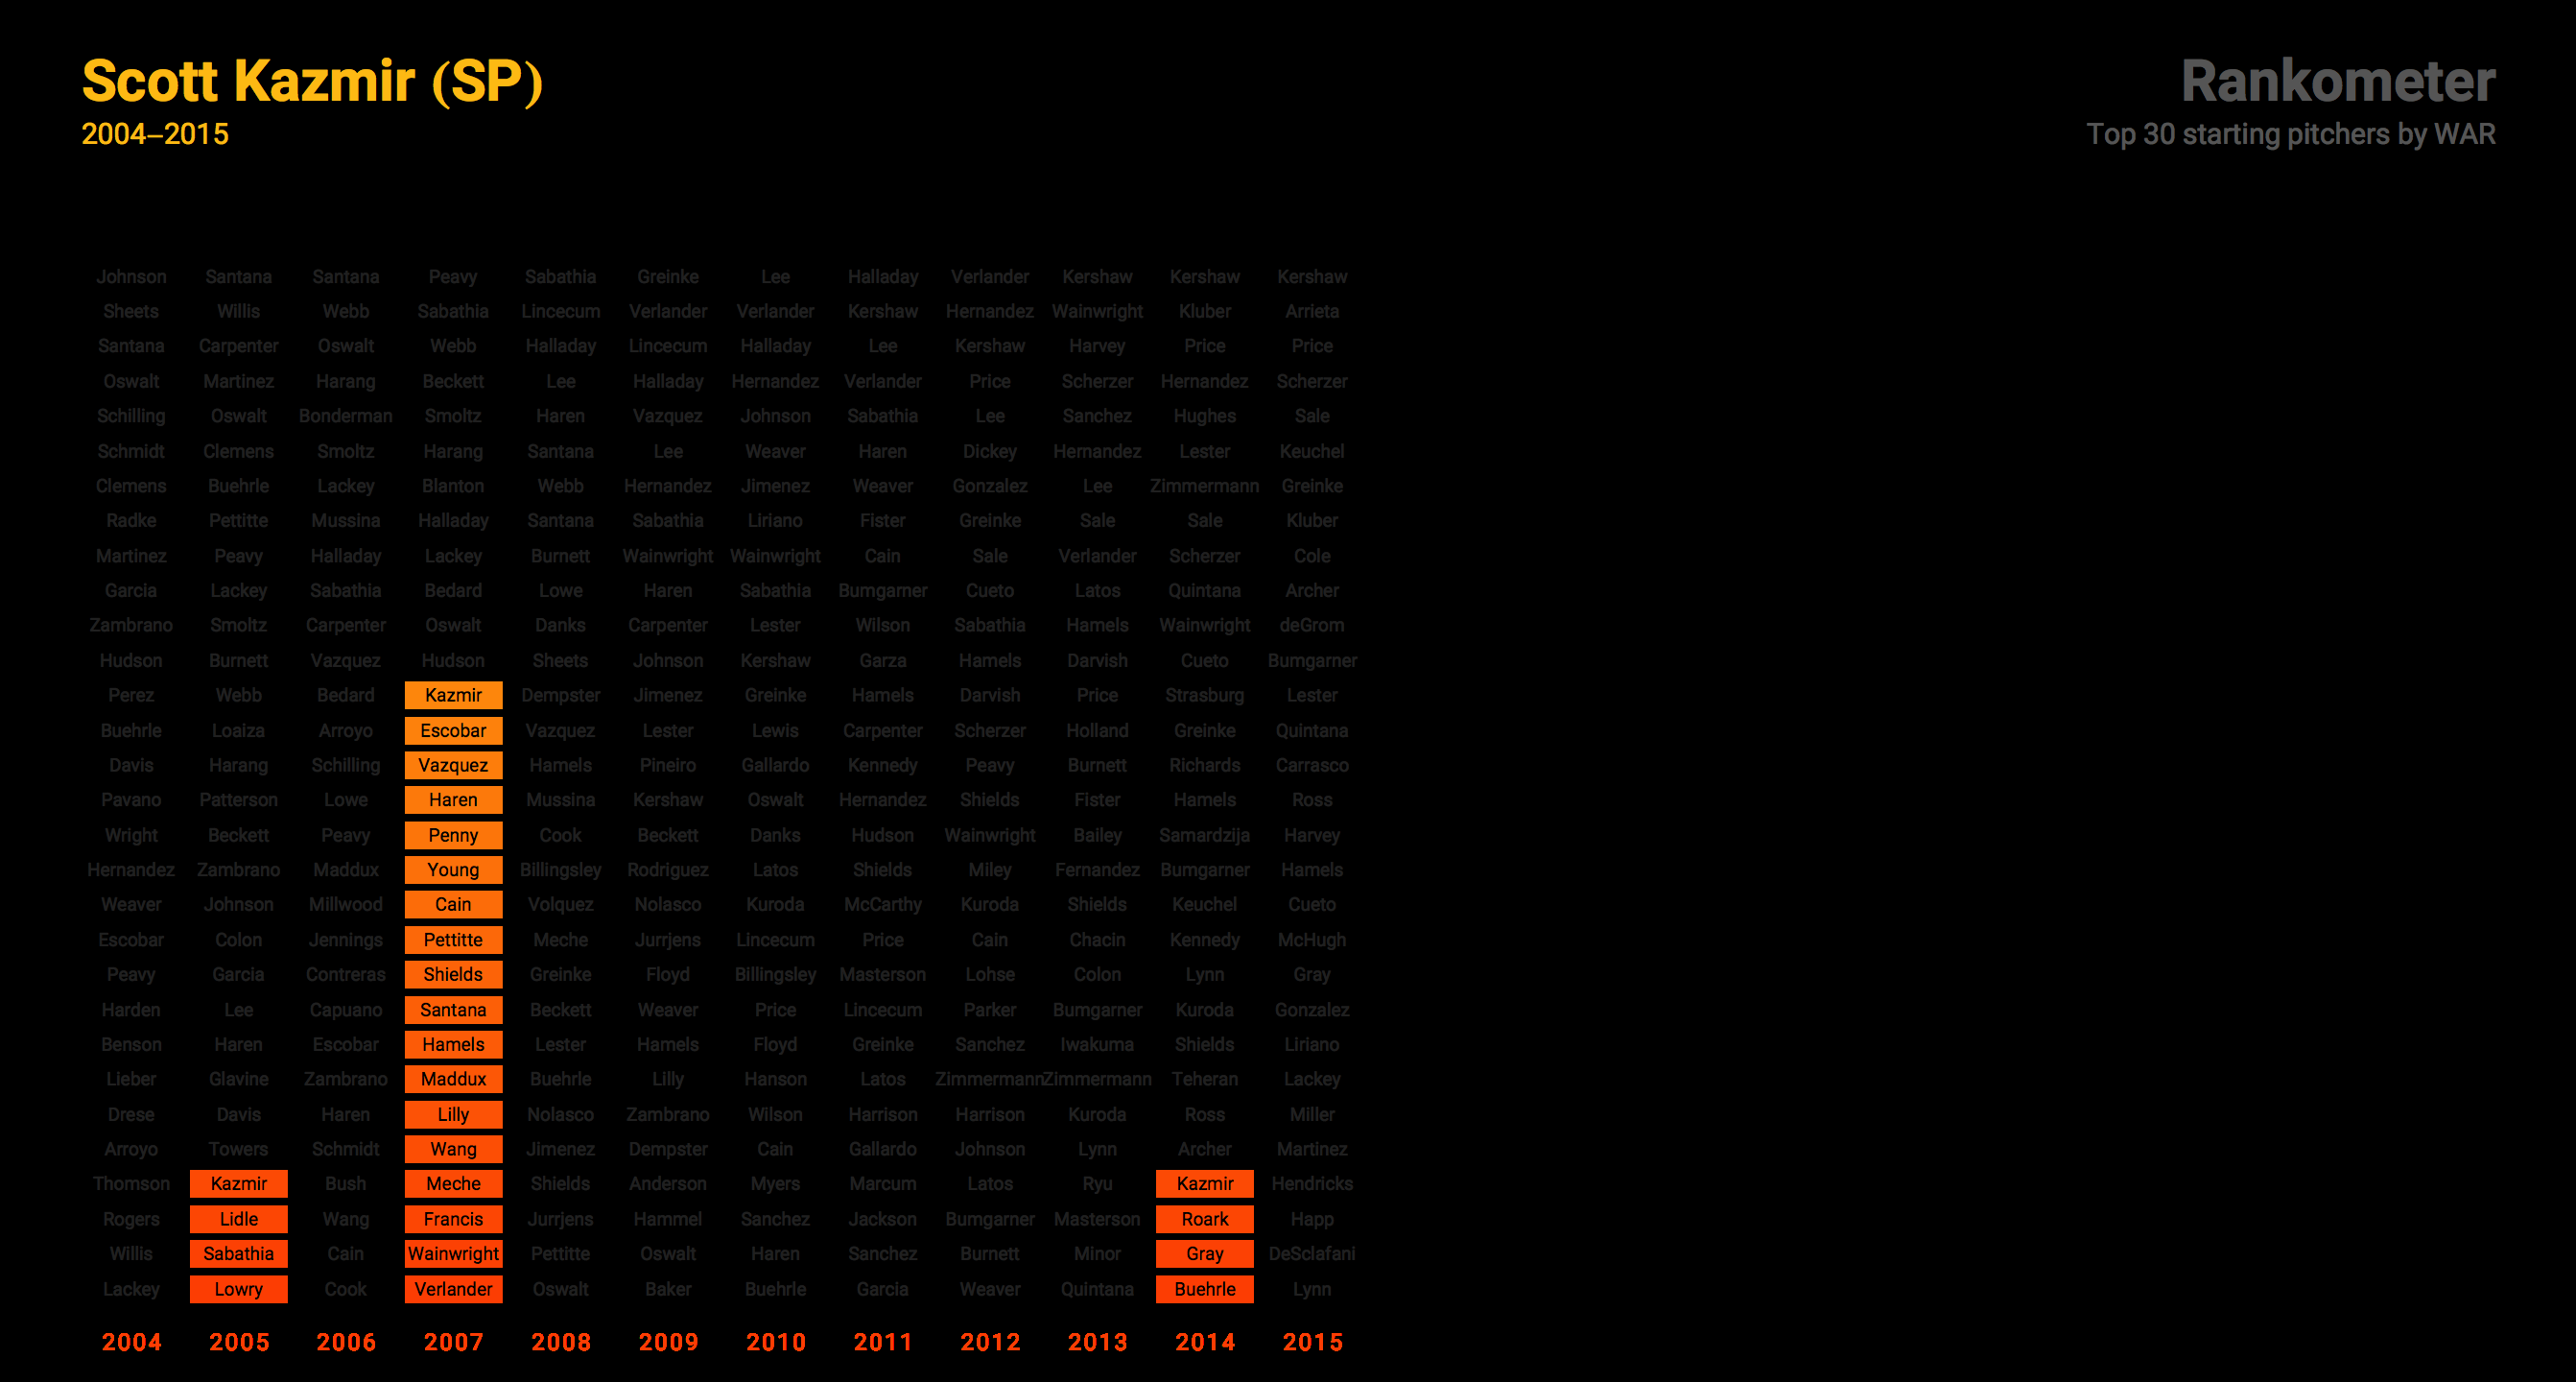 Scott Kazmir (SP)
2004–2015
Rankometer
Top 30 starting pitchers by WAR
Johnson Santana Santana Peavy Sabathia Greinke Lee Halladay Verlander Kershaw Kershaw Kershaw
Sheets Willis Webb Sabathia Lincecum Verlander Verlander Kershaw Hernandez Wainwright Kluber Arrieta
Santana Carpenter Oswalt Webb Halladay Lincecum Halladay Lee Kershaw Harvey Price Price
Oswalt Martinez Harang Beckett Lee Halladay Hernandez Verlander Price Scherzer Hernandez Scherzer
Schilling Oswalt Bonderman Smoltz Haren Vazquez Johnson Sabathia Lee Sanchez Hughes Sale
Schmidt Clemens Smoltz Harang Santana Lee Weaver Haren Dickey Hernandez Lester Keuchel
Clemens Buehrle Lackey Blanton Webb Hernandez Jimenez Weaver Gonzalez Lee Zimmermann Greinke
Radke Pettitte Mussina Halladay Santana Sabathia Liriano Fister Greinke Sale Sale Kluber
Martinez Peavy Halladay Lackey Burnett Wainwright Wainwright Cain Sale Verlander Scherzer Cole
Garcia Lackey Sabathia Bedard Lowe Haren Sabathia Bumgarner Cueto Latos Quintana Archer
Zambrano Smoltz Carpenter Oswalt Danks Carpenter Lester Wilson Sabathia Hamels Wainwright deGrom
Hudson Burnett Vazquez Hudson Sheets Johnson Kershaw Garza Hamels Darvish Cueto Bumgarner
Perez Webb Bedard Kazmir Dempster Jimenez Greinke Hamels Darvish Price Strasburg Lester
Buehrle Loaiza Arroyo Escobar Vazquez Lester Lewis Carpenter Scherzer Holland Greinke Quintana
Davis Harang Schilling Vazquez Hamels Pineiro Gallardo Kennedy Peavy Burnett Richards Carrasco
Pavano Patterson Lowe Haren Mussina Kershaw Oswalt Hernandez Shields Fister Hamels Ross
Wright Beckett Peavy Penny Cook Beckett Danks Hudson Wainwright Bailey Samardzija Harvey
Hernandez Zambrano Maddux Young Billingsley Rodriguez Latos Shields Miley Fernandez Bumgarner Hamels
Weaver Johnson Millwood Cain Volquez Nolasco Kuroda McCarthy Kuroda Shields Keuchel Cueto
Escobar Colon Jennings Pettitte Meche Jurrjens Lincecum Price Cain Chacin Kennedy McHugh
Peavy Garcia Contreras Shields Greinke Floyd Billingsley Masterson Lohse Colon Lynn Gray
Harden Lee Capuano Santana Beckett Weaver Price Lincecum Parker Bumgarner Kuroda Gonzalez
Benson Haren Escobar Hamels Lester Hamels Floyd Greinke Sanchez Iwakuma Shields Liriano
Lieber Glavine Zambrano Maddux Buehrle Lilly Hanson Latos Zimmermann Zimmermann Teheran Lackey
Drese Davis Haren Lilly Nolasco Zambrano Wilson Harrison Harrison Kuroda Ross Miller
Arroyo Towers Schmidt Wang Jimenez Dempster Cain Gallardo Johnson Lynn Archer Martinez
Thomson Kazmir Bush Meche Shields Anderson Myers Marcum Latos Ryu Kazmir Hendricks
Rogers Lidle Wang Francis Jurrjens Hammel Sanchez Jackson Bumgarner Masterson Roark Happ
Willis Sabathia Cain Wainwright Pettitte Oswalt Haren Sanchez Burnett Minor Gray DeSclafani
Lackey Lowry Cook Verlander Oswalt Baker Buehrle Garcia Weaver Quintana Buehrle Lynn
2004 2005 2006 2007 2008 2009 2010 2011 2012 2013 2014 2015